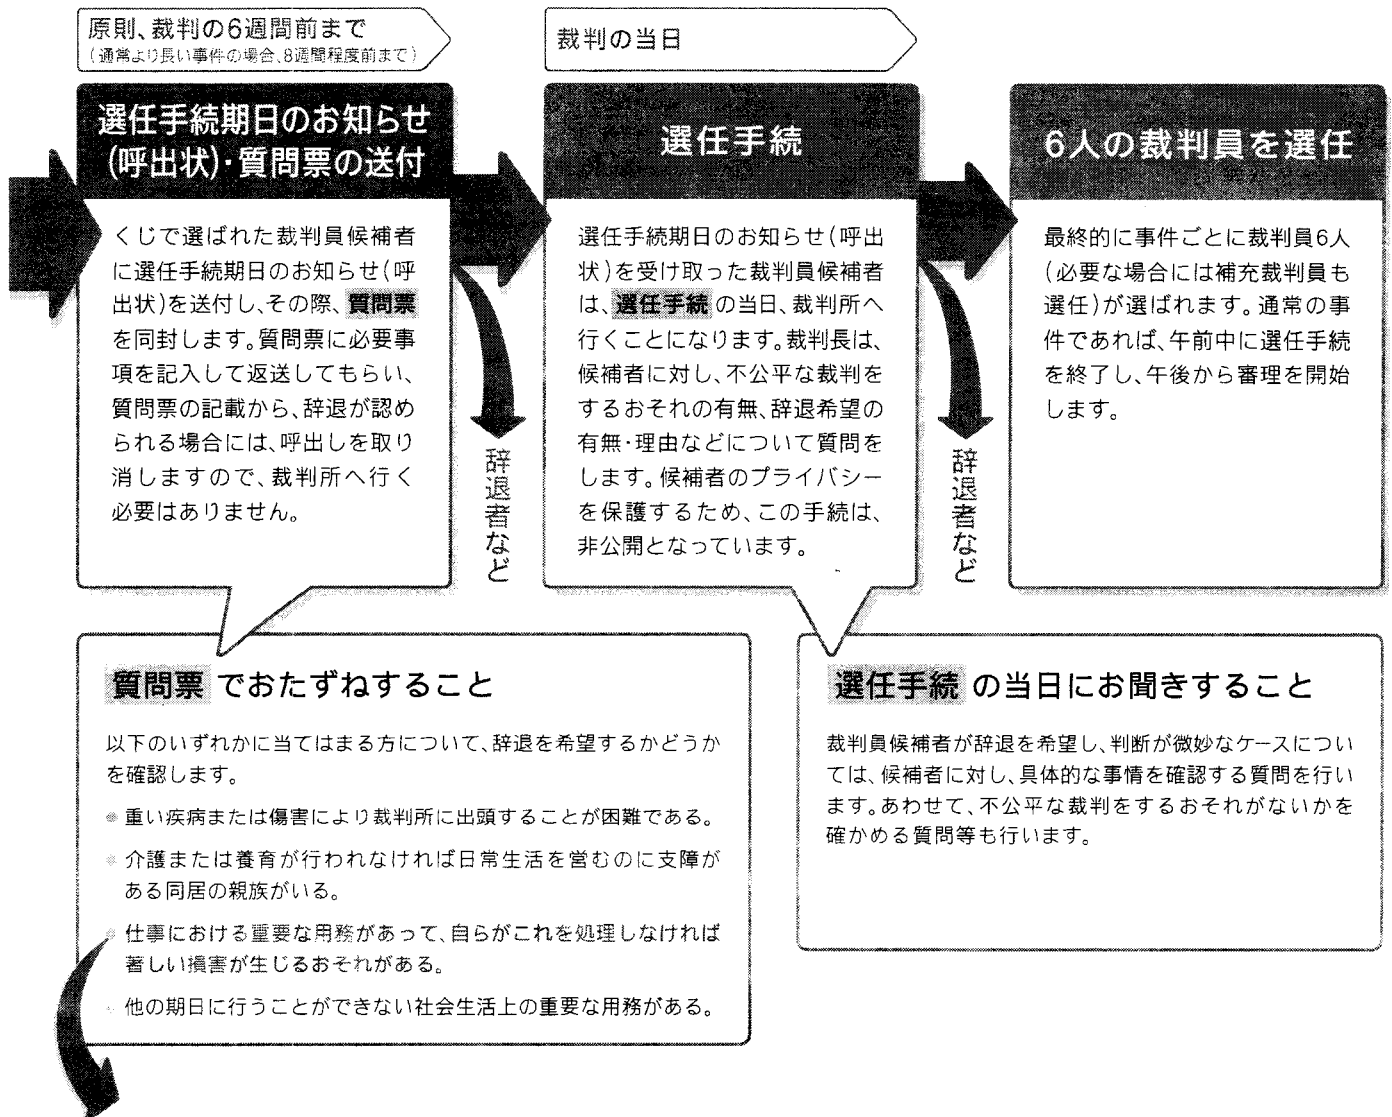 原則、裁判の6週間前まで
(通常より長い事件の場合、8週間程度前まで)
選任手続期日のお知らせ
(呼出状)・質問票の送付
くじで選ばれた裁判員候補者
に選任手続期日のお知らせ(呼
出状)を送付し、その際、質問票
を同封します。質問票に必要事
項を記入して返送してもらい、
質問票の記載から、辞退が認め
られる場合には、呼出しを取り
消しますので、裁判所へ行く
必要はありません。
辞退者など
裁判の当日
選任手続
選任手続期日のお知らせ(呼出
状)を受け取った裁判員候補者
は、選任手続の当日、裁判所へ
行くことになります。裁判長は、
候補者に対し、不公平な裁判を
するおそれの有無、辞退希望の
有無・理由などについて質問を
します。候補者のプライバシー
を保護するため、この手続は、
非公開となっています。
辞退者など
6人の裁判員を選任
最終的に事件ごとに裁判員6人
(必要な場合には補充裁判員も
選任)が選ばれます。通常の事
件であれば、午前中に選任手続
を終了し、午後から審理を開始
します。
質問票でおたずねすること
以下のいずれかに当てはまる方について、辞退を希望するかどうか
を確認します。
● 重い疾病または傷害により裁判所に出頭することが困難である。
● 介護または養育が行われなければ日常生活を営むのに支障が
ある同居の親族がいる。
● 仕事における重要な用務があって、自らがこれを処理しなければ
著しい損害が生じるおそれがある。
● 他の期日に行うことができない社会生活上の重要な用務がある。
選任手続の当日にお聞きすること
裁判員候補者が辞退を希望し、判断が微妙なケースについ
ては、候補者に対し、具体的な事情を確認する質問を行い
ます。あわせて、不公平な裁判をするおそれがないかを
確かめる質問等も行います。